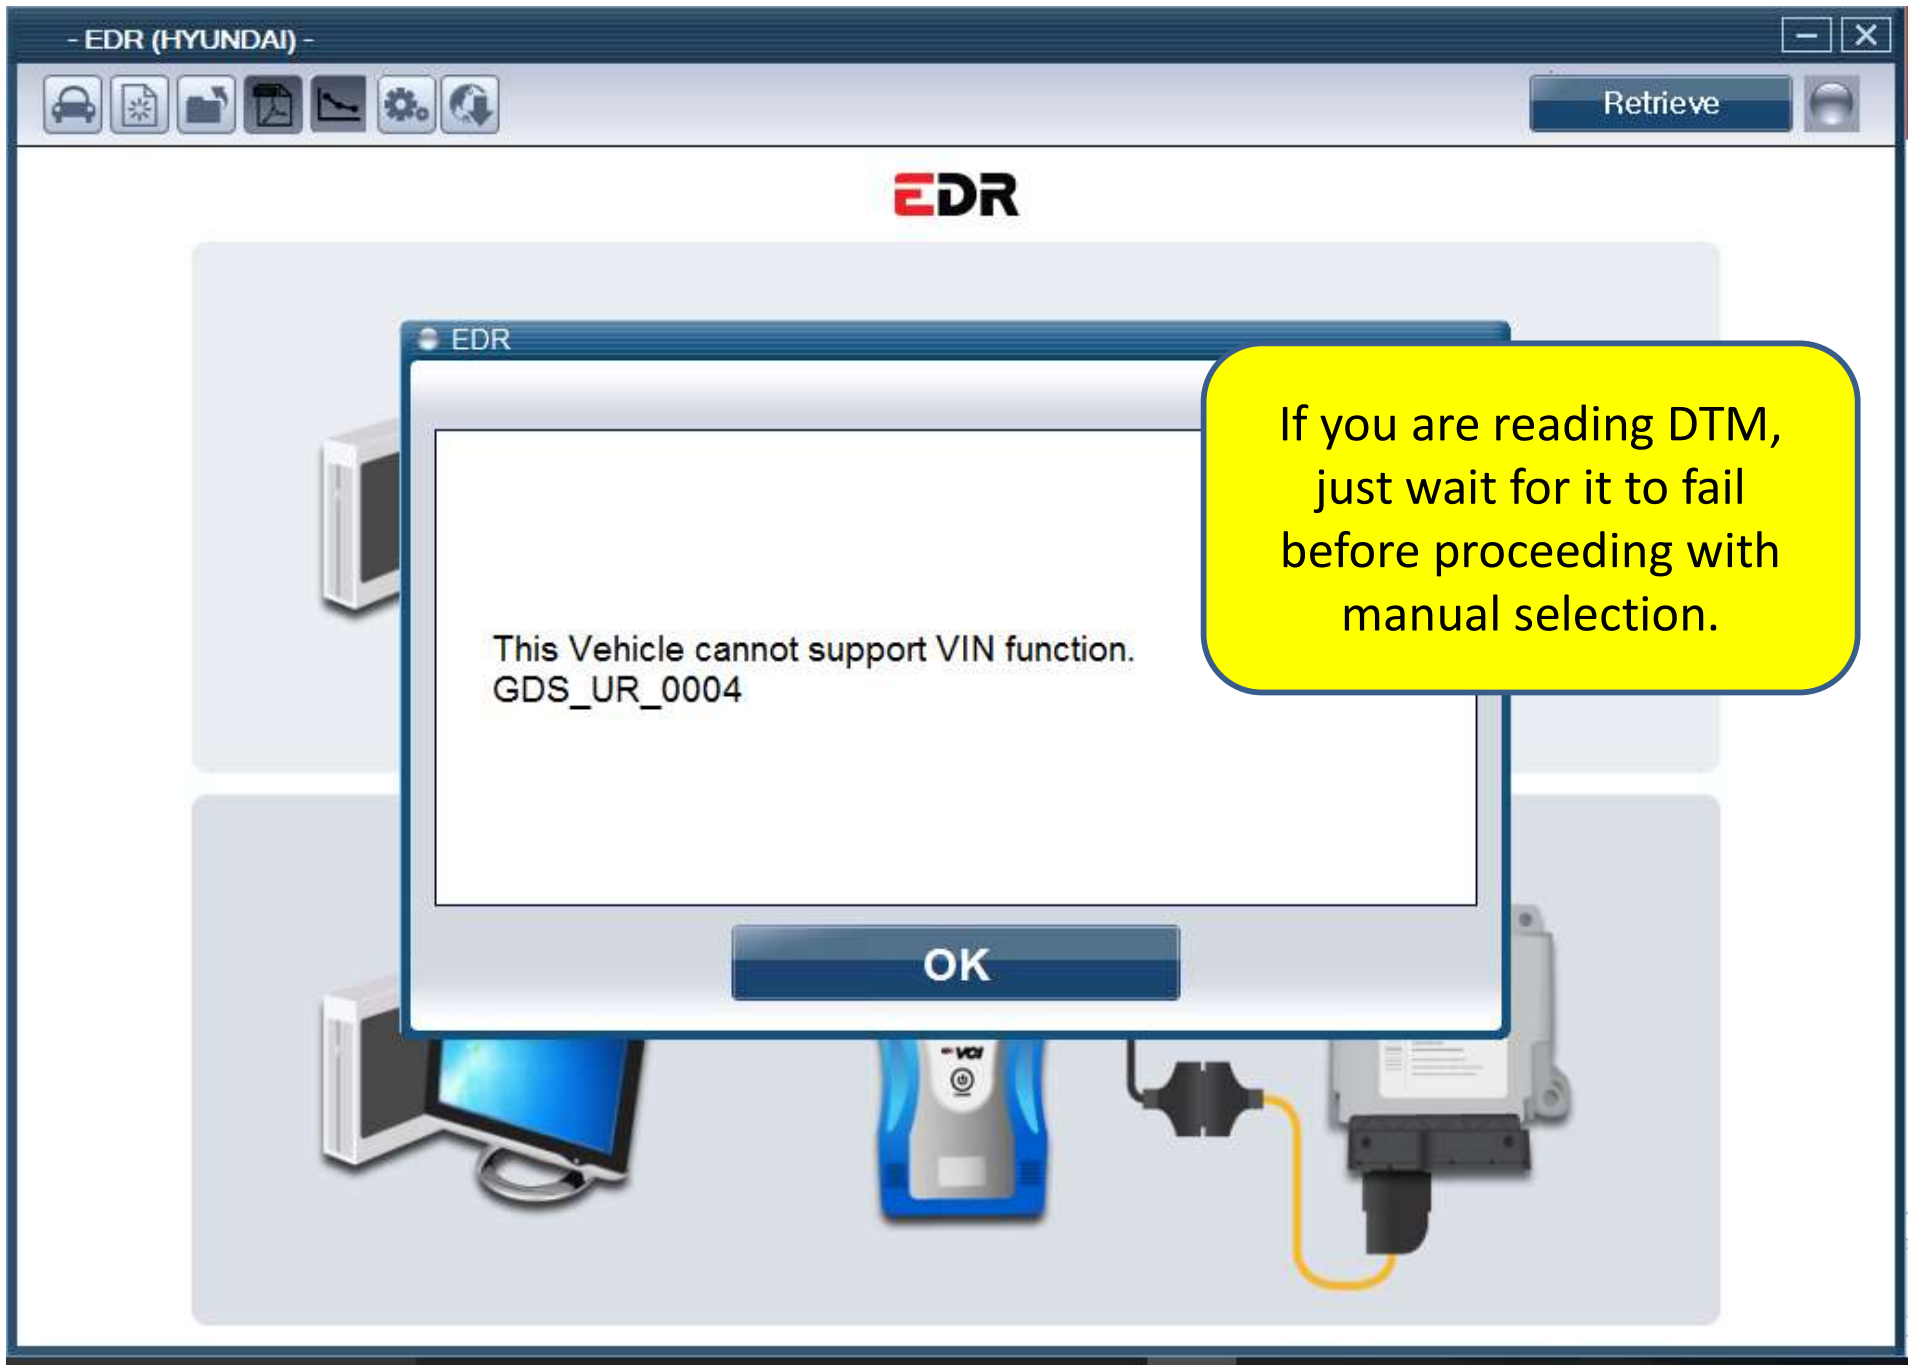 - EDR (HYUNDAI) -
Retrieve
EDR
EDR
If you are reading DTM,
just wait for it to fail
before proceeding with
manual selection.
This Vehicle cannot support VIN function.
GDS_UR_0004
OK
VCI